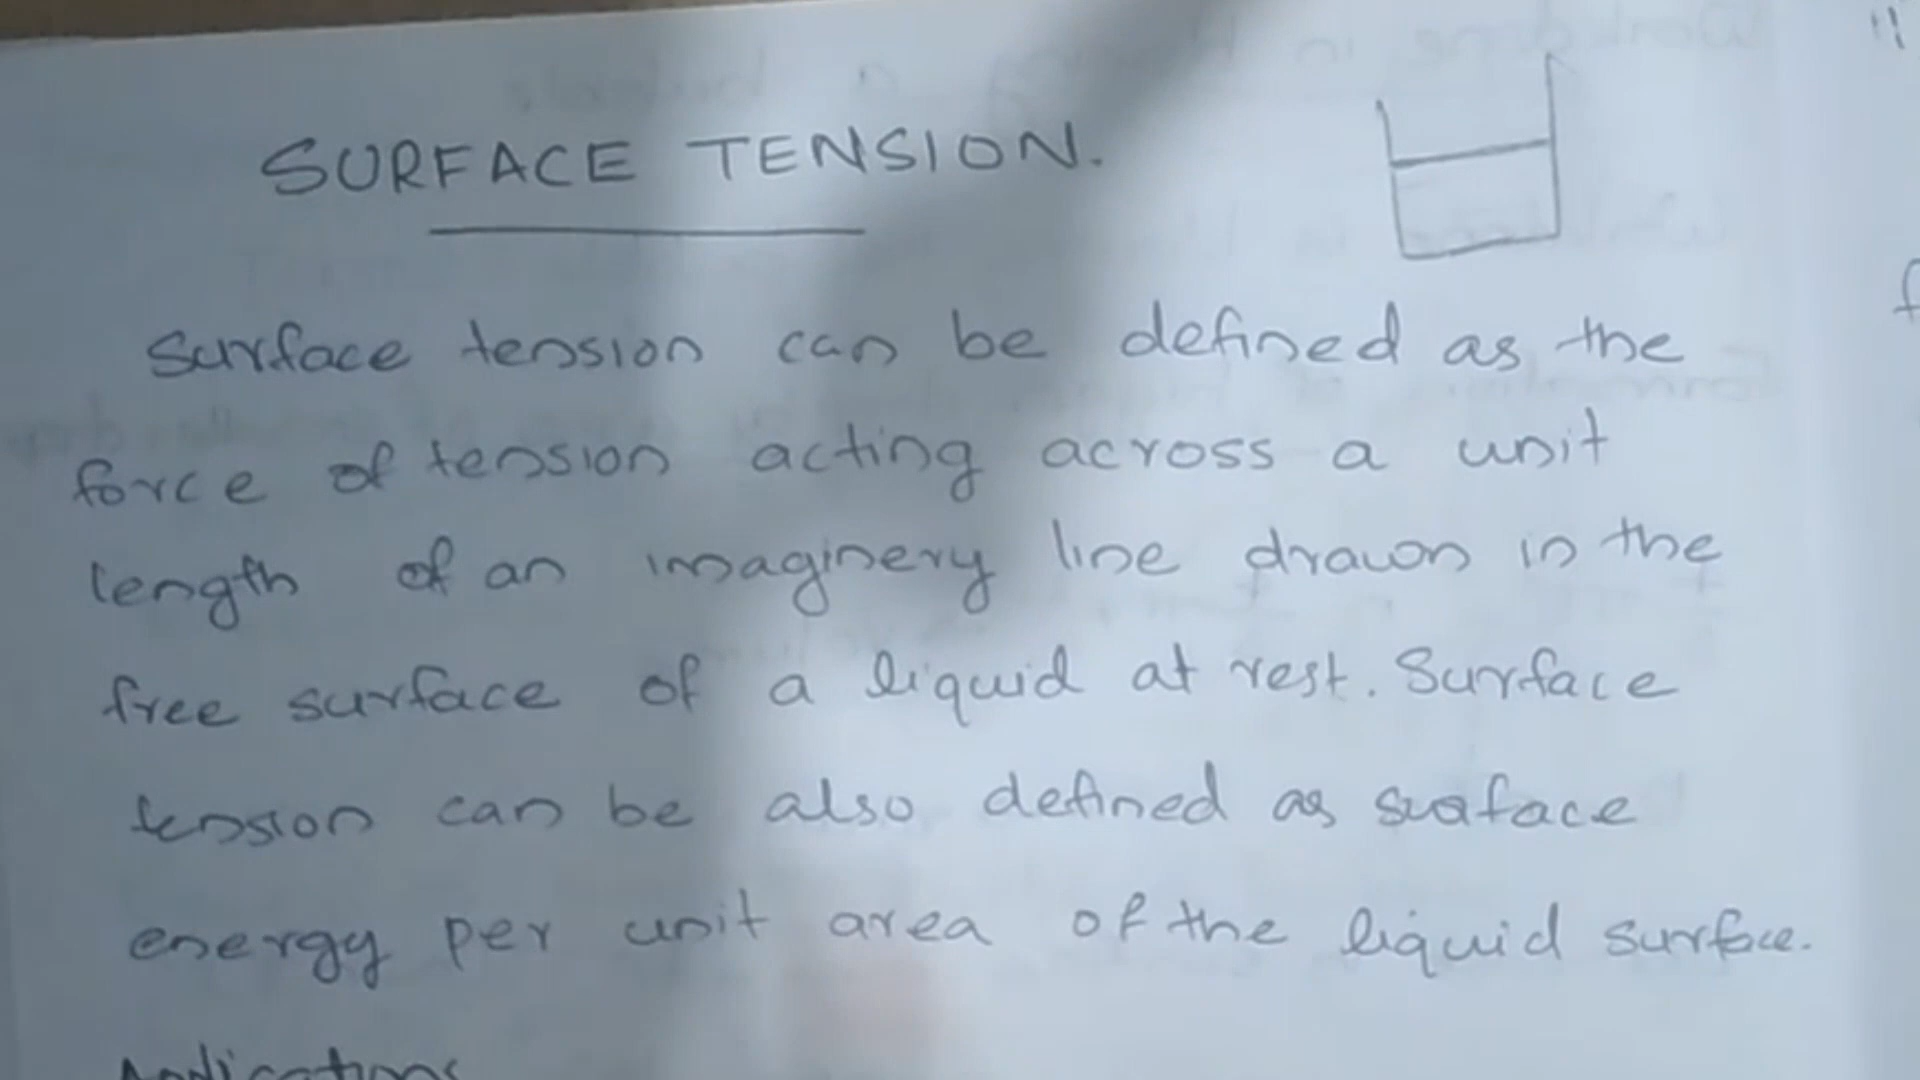 SURFACE TENSION.
Surface tension can be defined as the
force of tension acting across a unit
length of an imaginery line drawn in the
free surface of a liquid at rest. Surface
tension can be also defined as surface
energy per unit area of the liquid surface.
Applications